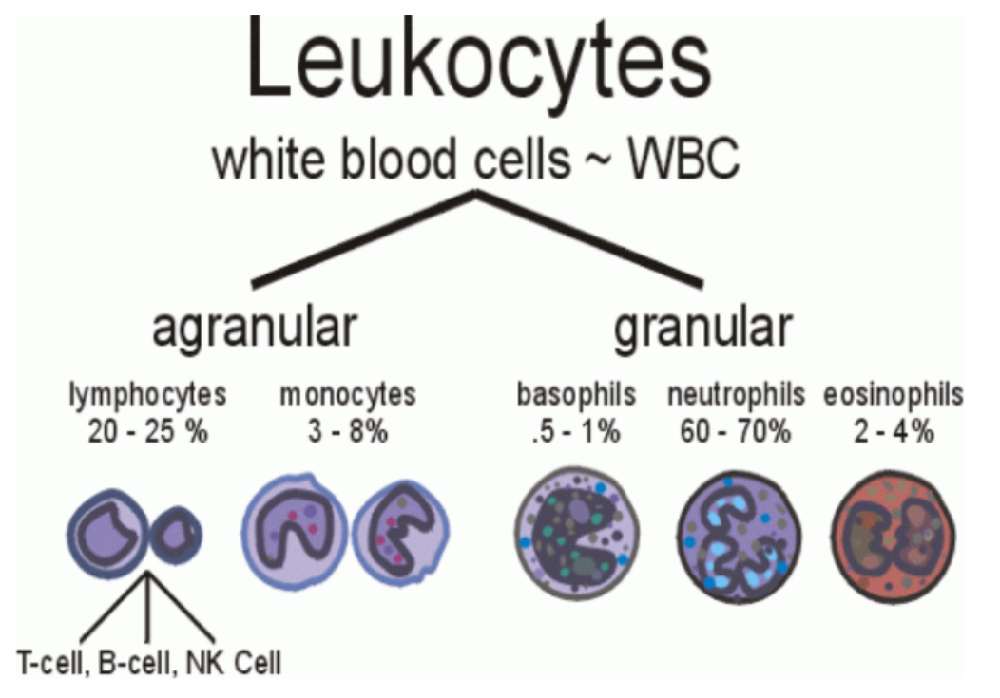 Leukocytes
white blood cells ~ WBC
agranular granular
lymphocytes monocytes basophils neutrophils eosinophils
20 - 25 % 3 - 8% .5 - 1% 60 - 70% 2 - 4%
T-cell, B-cell, NK Cell